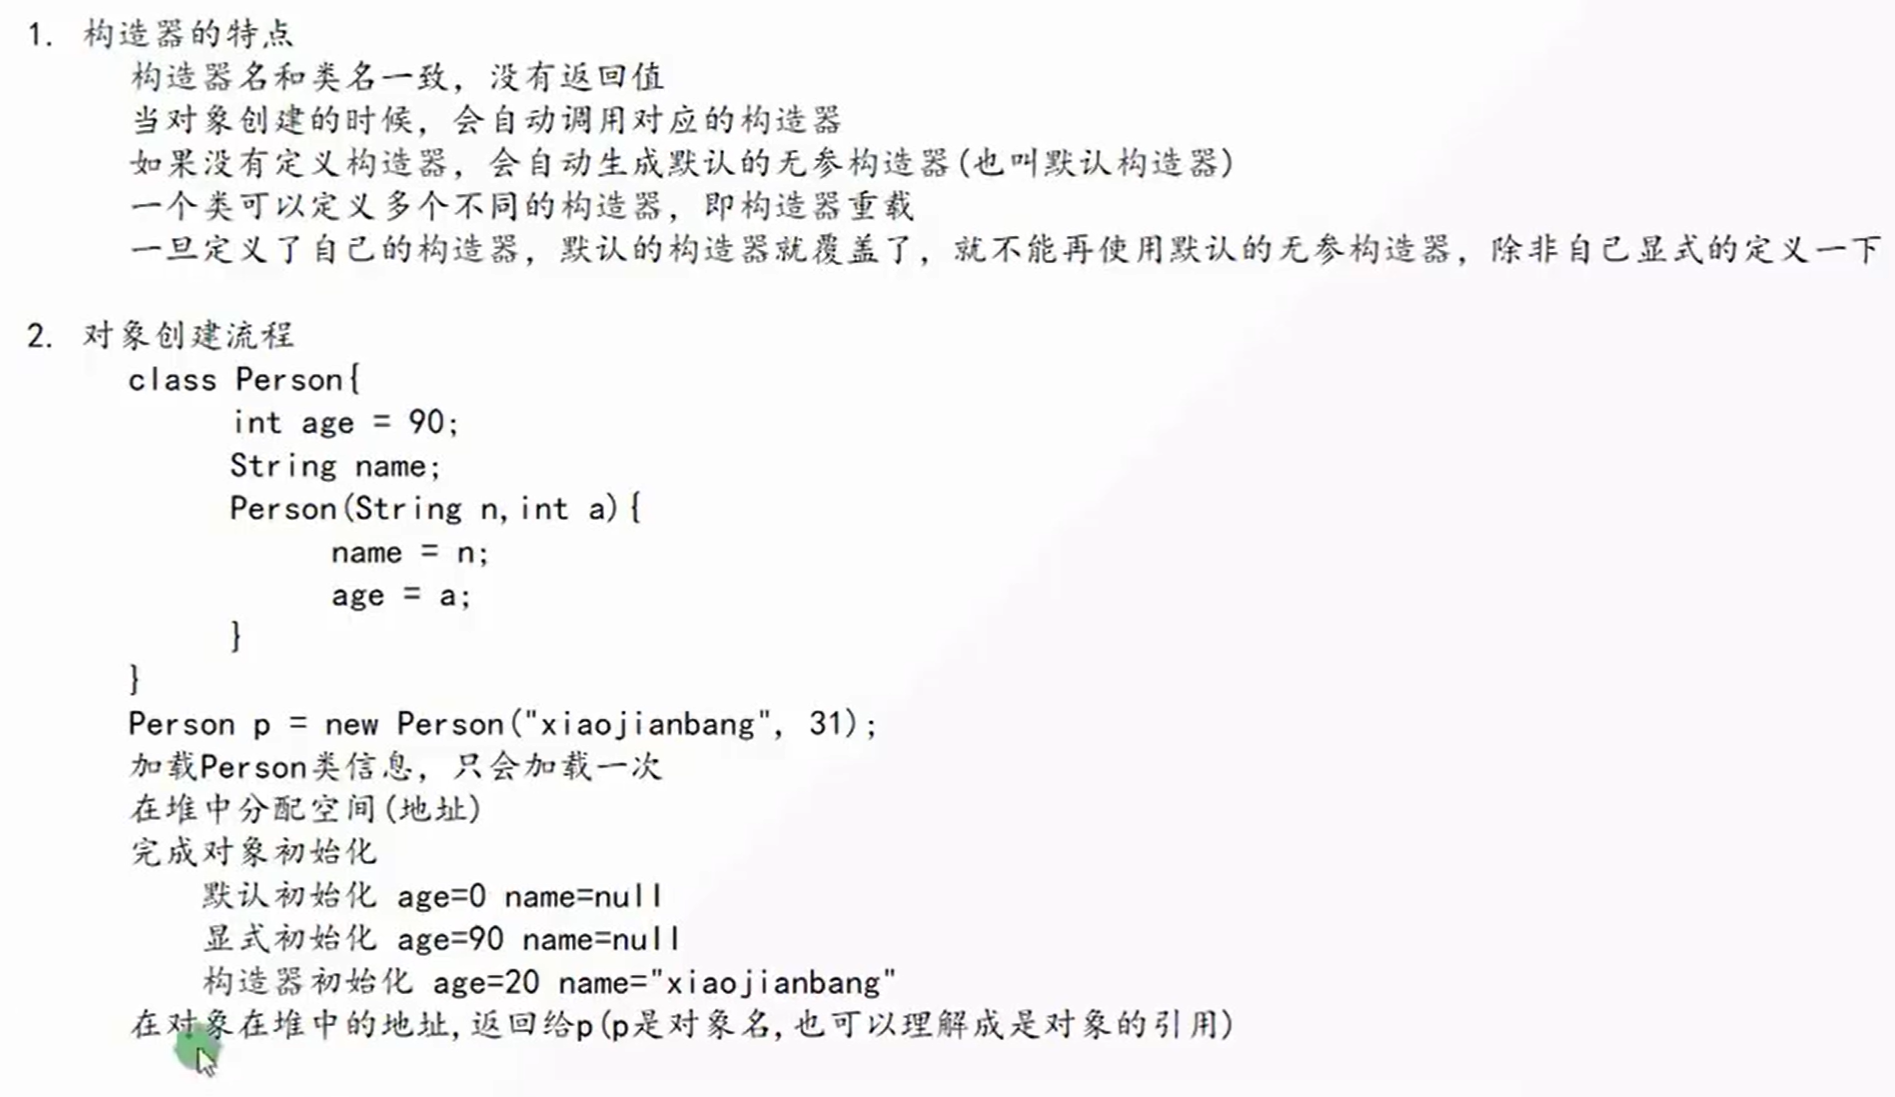 1. 构造器的特点
构造器名和类名一致，没有返回值
当对象创建的时候，会自动调用对应的构造器
如果没有定义构造器，会自动生成默认的无参构造器(也叫默认构造器)
一个类可以定义多个不同的构造器，即构造器重载
一旦定义了自己的构造器，默认的构造器就覆盖了，就不能再使用默认的无参构造器，除非自己显式的定义一下
2. 对象创建流程
class Person{
int age = 90;
String name;
Person(String n,int a){
name = n;
age = a;
}
}
Person p = new Person("xiaojianbang", 31);
加载Person类信息，只会加载一次
在堆中分配空间(地址)
完成对象初始化
默认初始化 age=0 name=null
显式初始化 age=90 name=null
构造器初始化 age=20 name="xiaojianbang"
在对象在堆中的地址,返回给p(p是对象名,也可以理解成是对象的引用)